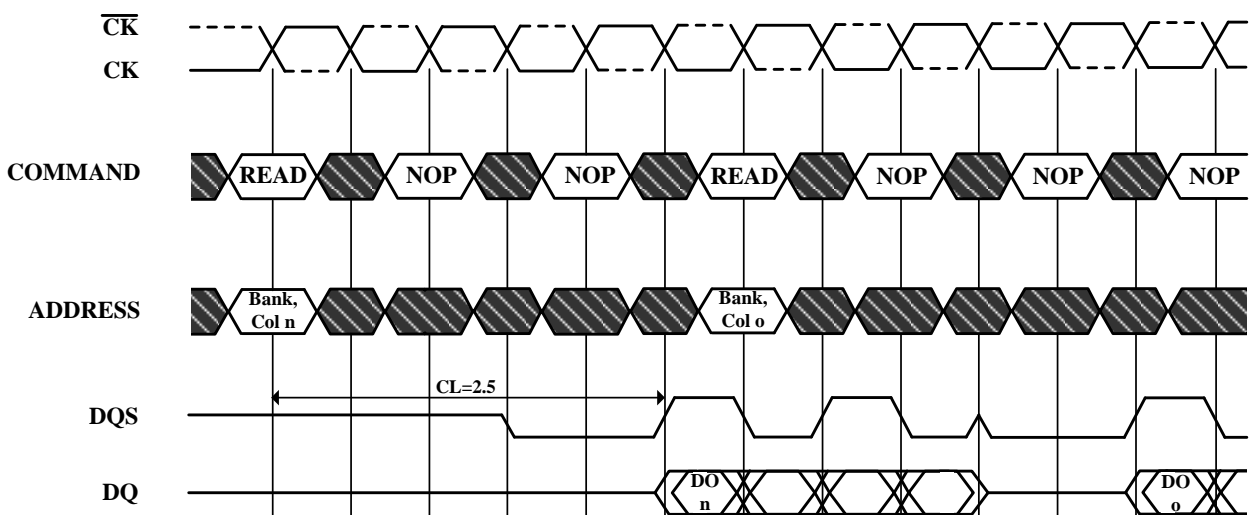 CK
CK
COMMAND READ NOP NOP READ NOP NOP NOP
ADDRESS Bank, Col n Bank, Col o
CL=2.5
DQS
DQ DO n DO o